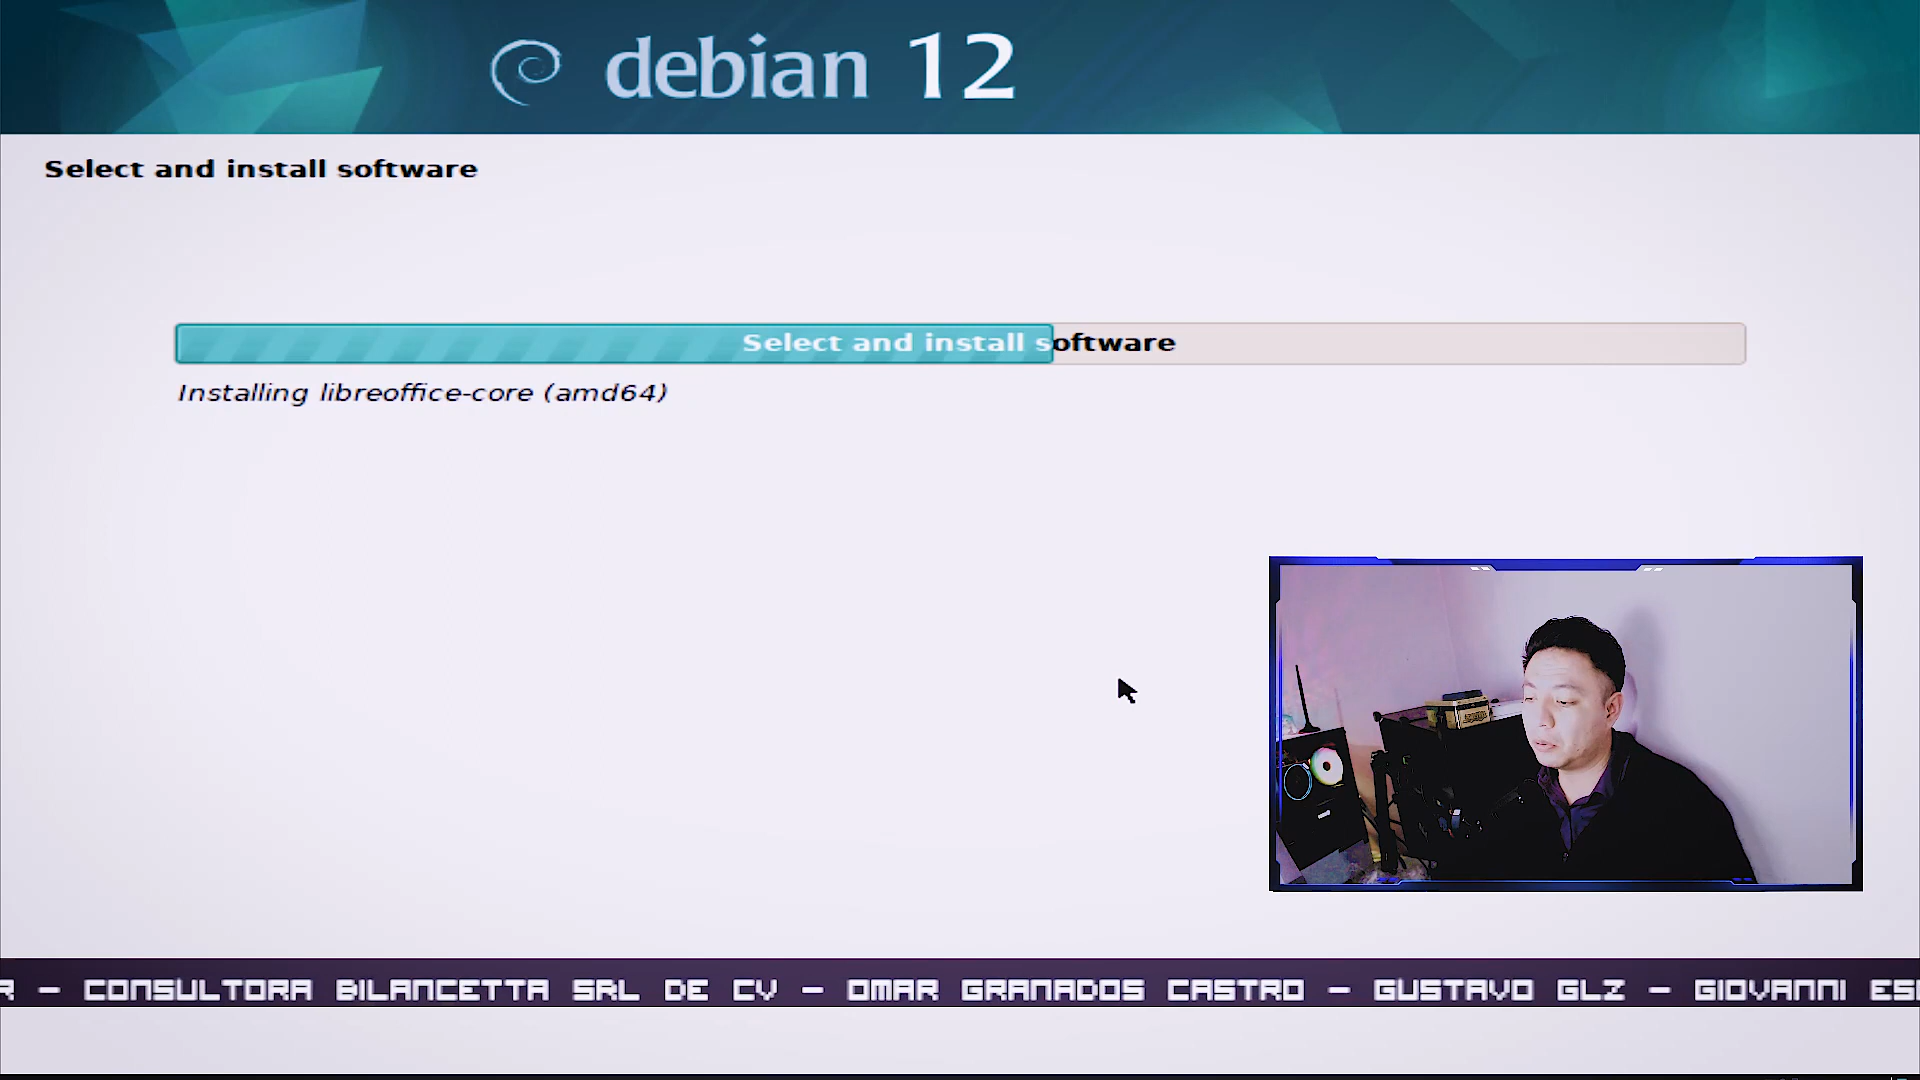 debian 12
Select and install software
Select and install software
Installing libreoffice-core (amd64)
R - CONSULTORA BILANCETTA SRL DE CV - OMAR GRANADOS CASTRO - GUSTAVO GLZ - GIOVANNI ES